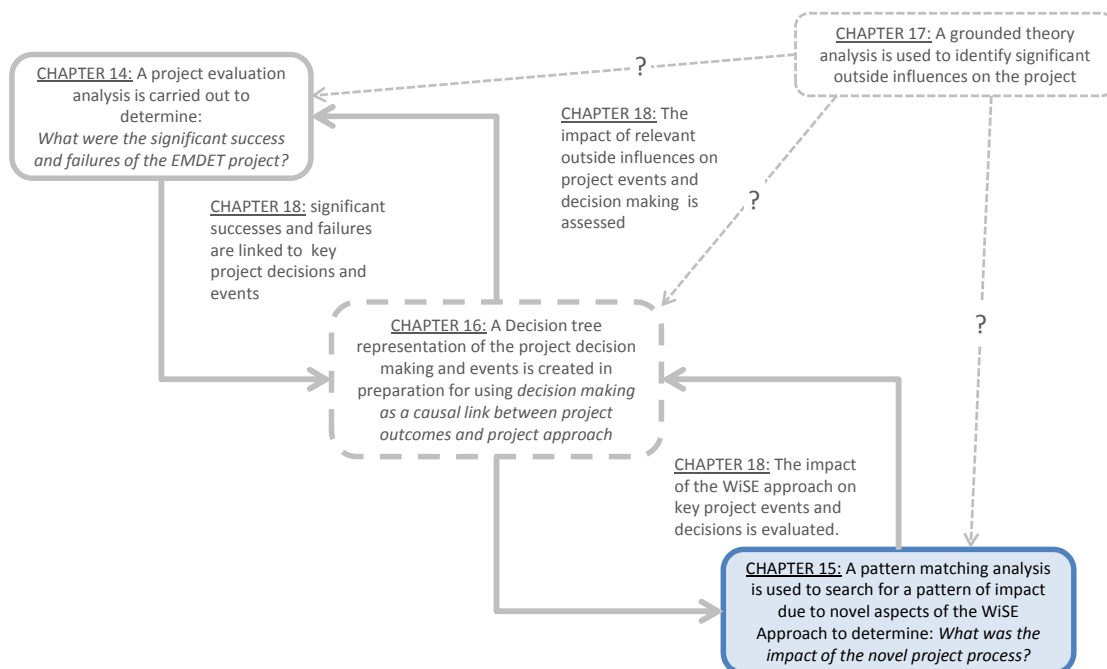 CHAPTER 17: A grounded theory
analysis is used to identify significant
outside influences on the project
?
CHAPTER 14: A project evaluation
analysis is carried out to
determine:
What were the significant success
and failures of the EMDET project?
CHAPTER 18: The
impact of relevant
outside influences on
project events and
decision making is
assessed
?
CHAPTER 18: significant
successes and failures
are linked to key
project decisions and
events
?
CHAPTER 16: A Decision tree
representation of the project decision
making and events is created in
preparation for using decision making
as a causal link between project
outcomes and project approach
CHAPTER 18: The impact
of the WiSE approach on
key project events and
decisions is evaluated.
CHAPTER 15: A pattern matching analysis
is used to search for a pattern of impact
due to novel aspects of the WiSE
Approach to determine: What was the
impact of the novel project process?